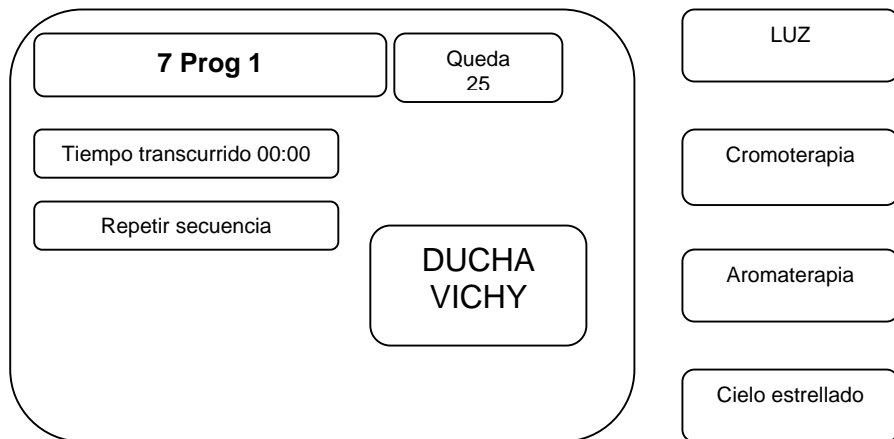 7 Prog 1
Queda
25
Tiempo transcurrido 00:00
Repetir secuencia
DUCHA
VICHY
LUZ
Cromoterapia
Aromaterapia
Cielo estrellado